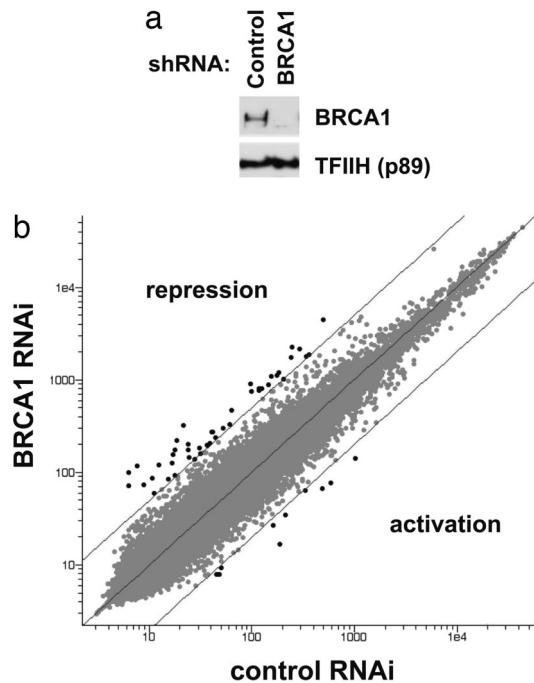 a
shRNA:
Control
BRCA1
BRCA1
TFIIH (p89)
b
repression
activation
BRCA1 RNAi
1e4
1000
100
10
10
100
1000
1e4
control RNAi